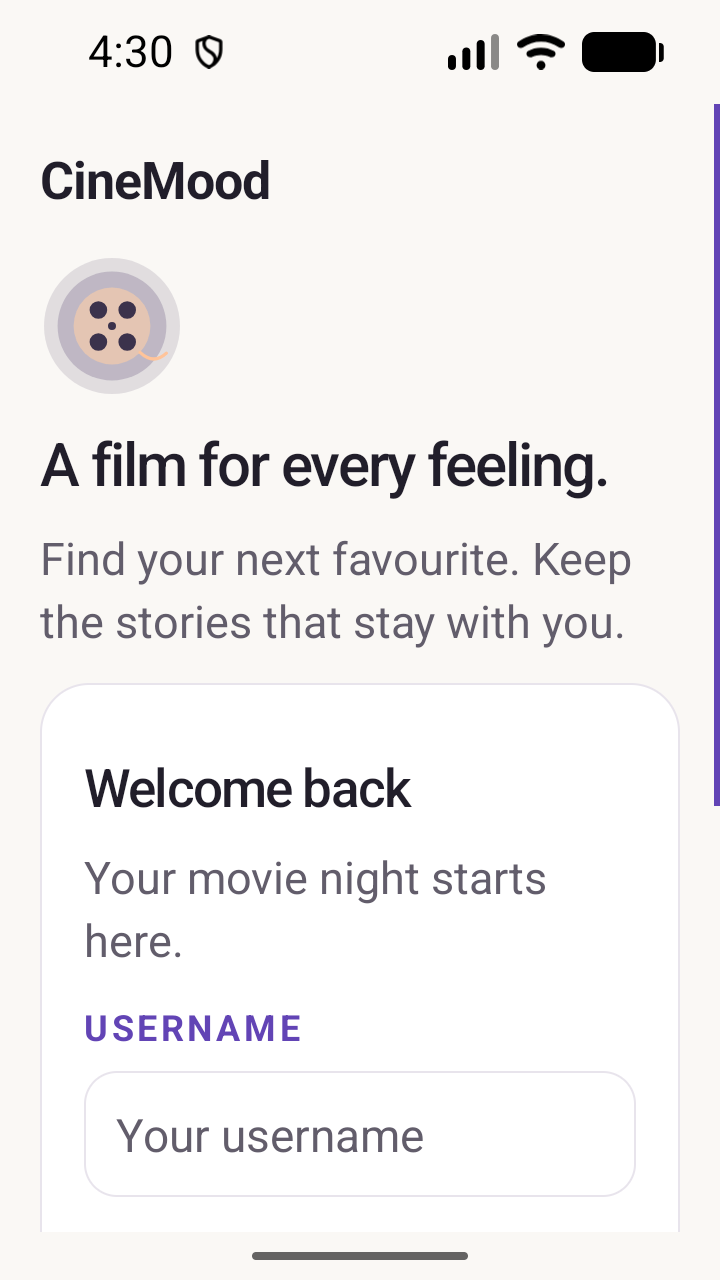 4:30
CineMood
A film for every feeling.
Find your next favourite. Keep
the stories that stay with you.
Welcome back
Your movie night starts
here.
USERNAME
Your username